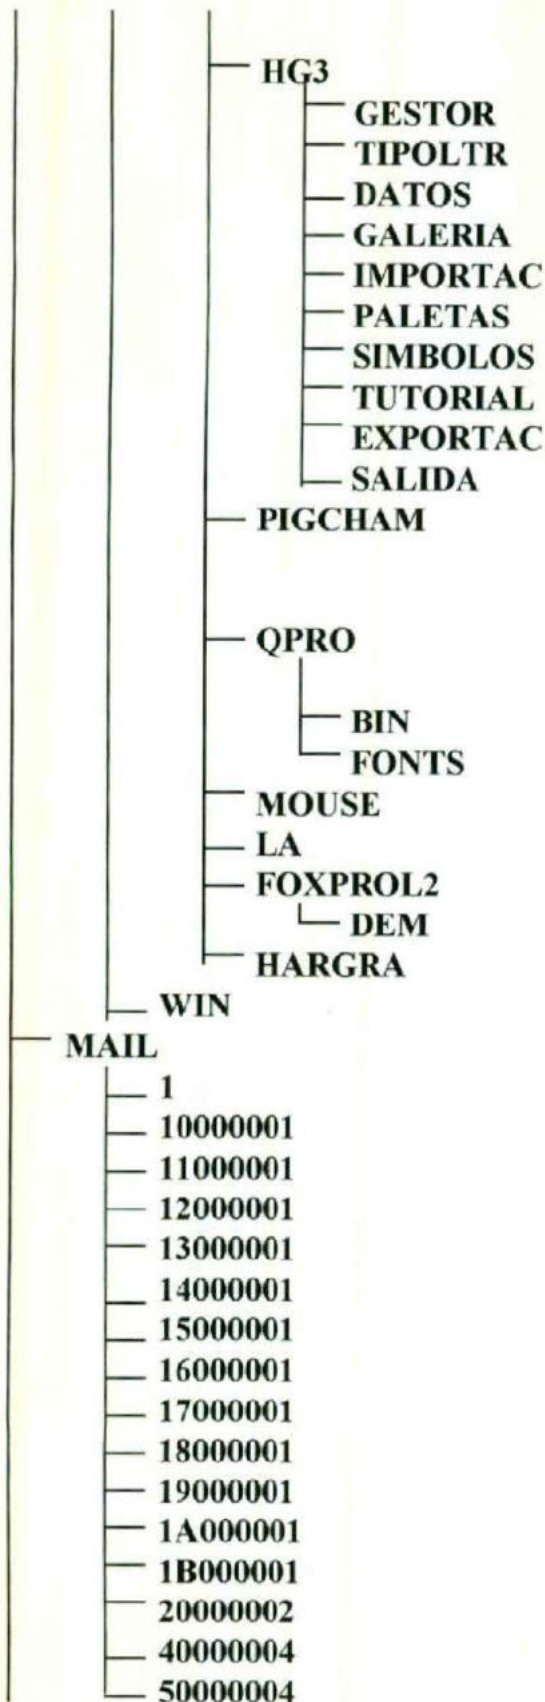 HG3
GESTOR
TIPOLTR
DATOS
GALERIA
IMPORTAC
PALETAS
SIMBOLOS
TUTORIAL
EXPORTAC
SALIDA
PIGCHAM
QPRO
BIN
FONTS
MOUSE
LA
FOXPROL2
DEM
HARGRA
WIN
MAIL
1
10000001
11000001
12000001
13000001
14000001
15000001
16000001
17000001
18000001
19000001
1A000001
1B000001
20000002
40000004
50000004